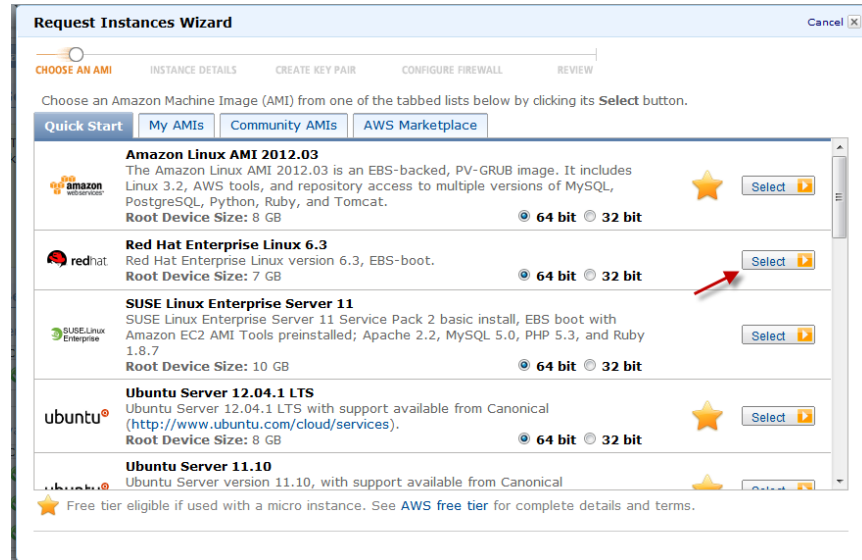 Request Instances Wizard
Cancel
CHOOSE AN AMI INSTANCE DETAILS CREATE KEY PAIR CONFIGURE FIREWALL REVIEW
Choose an Amazon Machine Image (AMI) from one of the tabbed lists below by clicking its Select button.
Quick Start My AMIs Community AMIs AWS Marketplace
Amazon Linux AMI 2012.03
The Amazon Linux AMI 2012.03 is an EBS-backed, PV-GRUB image. It includes
Linux 3.2, AWS tools, and repository access to multiple versions of MySQL,
PostgreSQL, Python, Ruby, and Tomcat.
Root Device Size: 8 GB
64 bit 32 bit
amazon
webservices
Select
Red Hat Enterprise Linux 6.3
Red Hat Enterprise Linux version 6.3, EBS-boot.
Root Device Size: 7 GB
64 bit 32 bit
redhat
Select
SUSE Linux Enterprise Server 11
SUSE Linux Enterprise Server 11 Service Pack 2 basic install, EBS boot with
Amazon EC2 AMI Tools preinstalled; Apache 2.2, MySQL 5.0, PHP 5.3, and Ruby
1.8.7
Root Device Size: 10 GB
64 bit 32 bit
SUSE.Linux
Enterprise
Select
Ubuntu Server 12.04.1 LTS
Ubuntu Server 12.04.1 LTS with support available from Canonical
(http://www.ubuntu.com/cloud/services).
Root Device Size: 8 GB
64 bit 32 bit
ubuntu
Select
Ubuntu Server 11.10
Ubuntu Server version 11.10, with support available from Canonical
ubuntu
Select
Free tier eligible if used with a micro instance. See AWS free tier for complete details and terms.